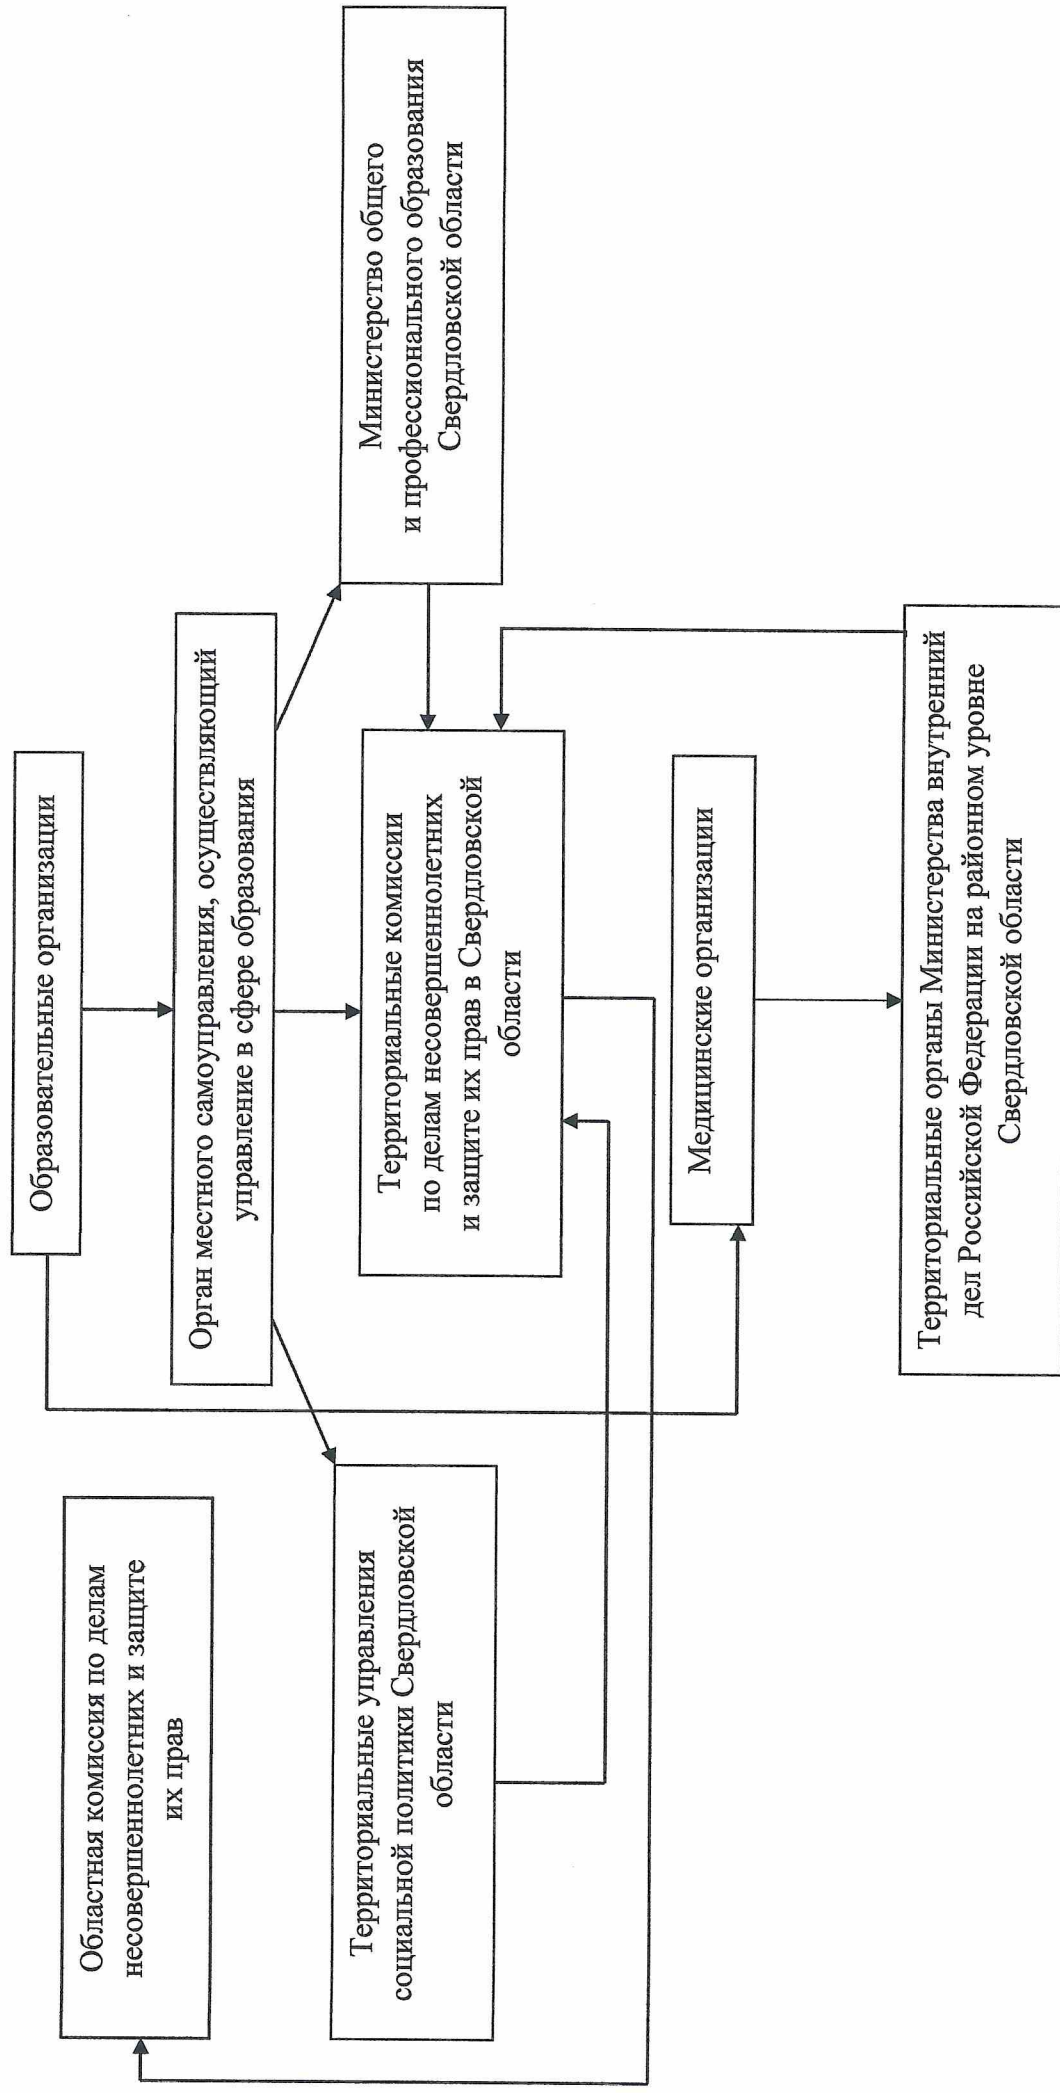 Образовательные организации
Областная комиссия по делам
несовершеннолетних и защите
их прав
Орган местного самоуправления, осуществляющий
управление в сфере образования
Территориальные управления
социальной политики Свердловской
области
Территориальные комиссии
по делам несовершеннолетних
и защите их прав в Свердловской
области
Министерство общего
и профессионального образования
Свердловской области
Медицинские организации
Территориальные органы Министерства внутренний
дел Российской Федерации на районном уровне
Свердловской области